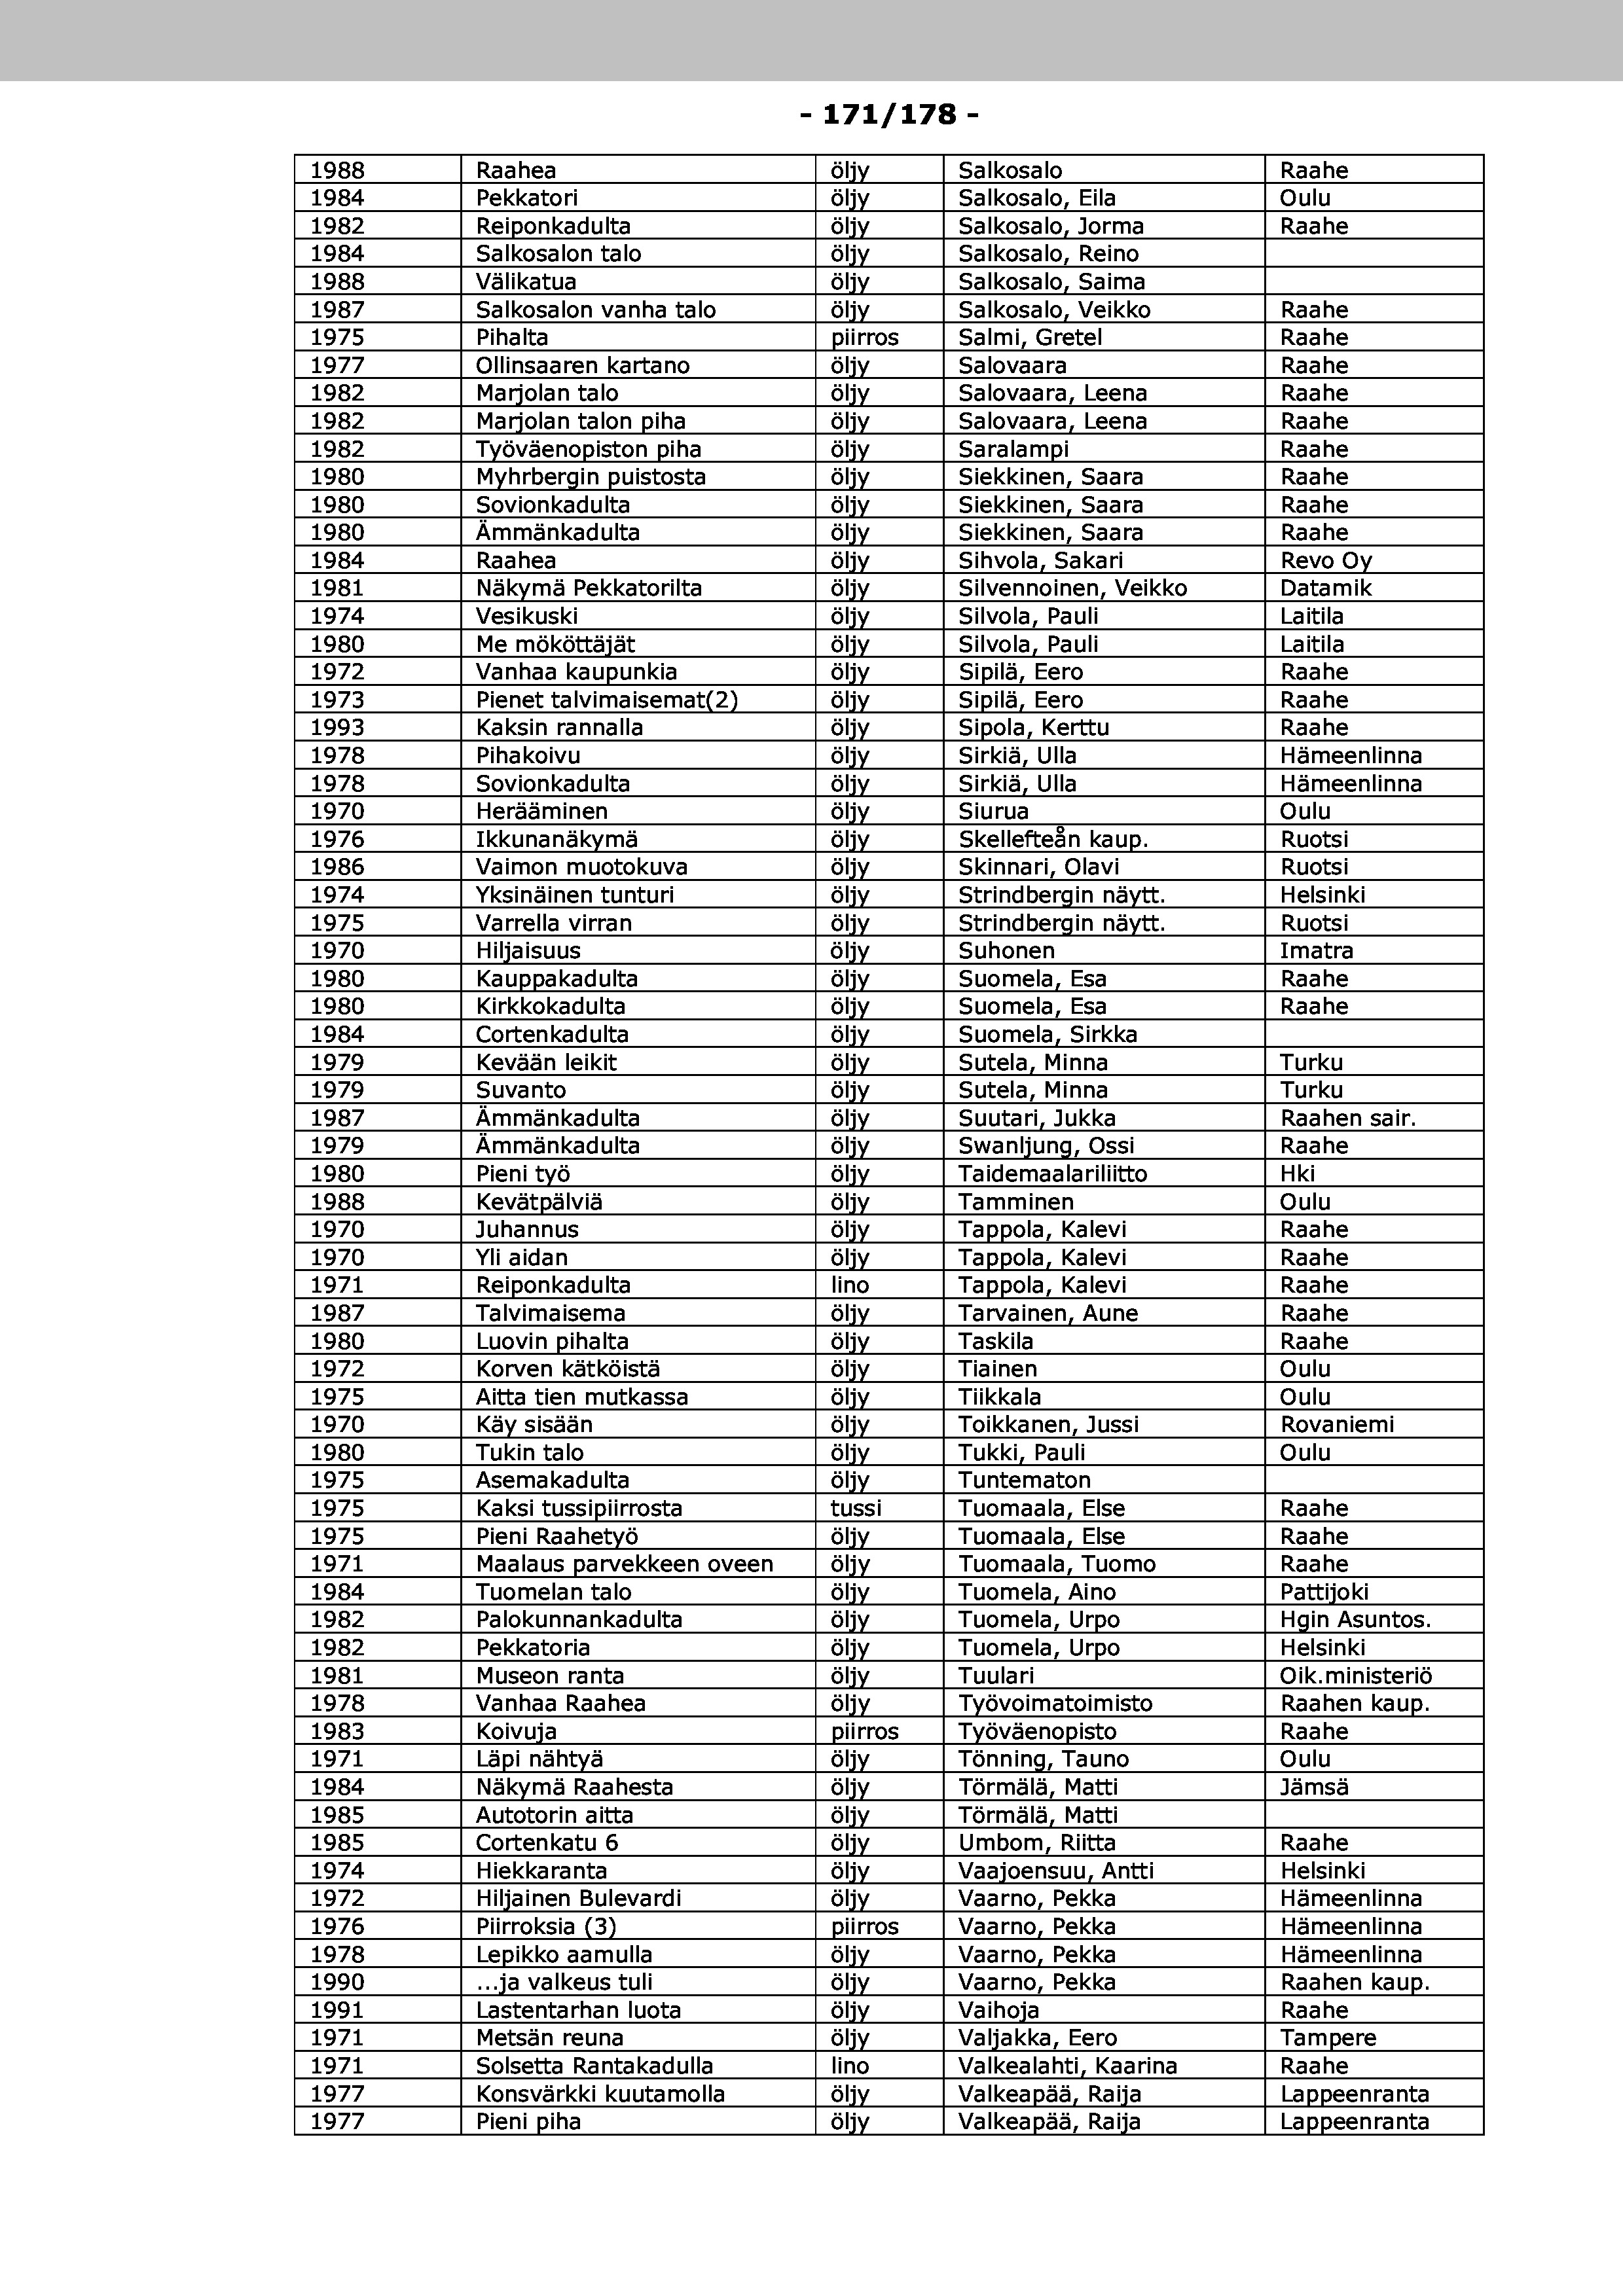 - 171/178 -
1988 Raahea öljy Salkosalo Raahe
1984 Pekkatori öljy Salkosalo, Eila Oulu
1982 Reiponkadulta öljy Salkosalo, Jorma Raahe
1984 Salkosalon talo öljy Salkosalo, Reino
1988 Välikatua öljy Salkosalo, Saima
1987 Salkosalon vanha talo öljy Salkosalo, Veikko Raahe
1975 Pihalta piirros Salmi, Gretel Raahe
1977 Ollinsaaren kartano öljy Salovaara Raahe
1982 Marjolan talo öljy Salovaara, Leena Raahe
1982 Marjolan talon piha öljy Salovaara, Leena Raahe
1982 Työväenopiston piha öljy Saralampi Raahe
1980 Myhrbergin puistosta öljy Siekkinen, Saara Raahe
1980 Sovionkadulta öljy Siekkinen, Saara Raahe
1980 Ämmänkadulta öljy Siekkinen, Saara Raahe
1984 Raahea öljy Sihvola, Sakari Revo Oy
1981 Näkymä Pekkatorilta öljy Silvennoinen, Veikko Datamik
1974 Vesikuski öljy Silvola, Pauli Laitila
1980 Me mököttäjät öljy Silvola, Pauli Laitila
1972 Vanhaa kaupunkia öljy Sipilä, Eero Raahe
1973 Pienet talvimaisemat(2) öljy Sipilä, Eero Raahe
1993 Kaksin rannalla öljy Sipola, Kerttu Raahe
1978 Pihakoivu öljy Sirkiä, Ulla Hämeenlinna
1978 Sovionkadulta öljy Sirkiä, Ulla Hämeenlinna
1970 Herääminen öljy Siurua Oulu
1976 Ikkunanäkymä öljy Skellefteån kaup. Ruotsi
1986 Vaimon muotokuva öljy Skinnari, Olavi Ruotsi
1974 Yksinäinen tunturi öljy Strindbergin näytt. Helsinki
1975 Varrella virran öljy Strindbergin näytt. Ruotsi
1970 Hiljaisuus öljy Suhonen Imatra
1980 Kauppakadulta öljy Suomela, Esa Raahe
1980 Kirkkokadulta öljy Suomela, Esa Raahe
1984 Cortenkadulta öljy Suomela, Sirkka
1979 Kevään leikit öljy Sutela, Minna Turku
1979 Suvanto öljy Sutela, Minna Turku
1987 Ämmänkadulta öljy Suutari, Jukka Raahen sair.
1979 Ämmänkadulta öljy Swanljung, Ossi Raahe
1980 Pieni työ öljy Taidemaalariliitto Hki
1988 Kevätpälviä öljy Tamminen Oulu
1970 Juhannus öljy Tappola, Kalevi Raahe
1970 Yli aidan öljy Tappola, Kalevi Raahe
1971 Reiponkadulta lino Tappola, Kalevi Raahe
1987 Talvimaisema öljy Tarvainen, Aune Raahe
1980 Luovin pihalta öljy Taskila Raahe
1972 Korven kätköistä öljy Tiainen Oulu
1975 Aitta tien mutkassa öljy Tiikkala Oulu
1970 Käy sisään öljy Toikkanen, Jussi Rovaniemi
1980 Tukin talo öljy Tukki, Pauli Oulu
1975 Asemakadulta öljy Tuntematon
1975 Kaksi tussipiirrosta tussi Tuomaala, Else Raahe
1975 Pieni Raahetyö öljy Tuomaala, Else Raahe
1971 Maalaus parvekkeen oveen öljy Tuomaala, Tuomo Raahe
1984 Tuomelan talo öljy Tuomela, Aino Pattijoki
1982 Palokunnankadulta öljy Tuomela, Urpo Hgin Asuntos.
1982 Pekkatoria öljy Tuomela, Urpo Helsinki
1981 Museon ranta öljy Tuulari Oik.ministeriö
1978 Vanhaa Raahea öljy Työvoimatoimisto Raahen kaup.
1983 Koivuja piirros Työväenopisto Raahe
1971 Läpi nähtyä öljy Tönning, Tauno Oulu
1984 Näkymä Raahesta öljy Törmälä, Matti Jämsä
1985 Autotorin aitta öljy Törmälä, Matti
1985 Cortenkatu 6 öljy Umbom, Riitta Raahe
1974 Hiekkaranta öljy Vaajoensuu, Antti Helsinki
1972 Hiljainen Bulevardi öljy Vaarno, Pekka Hämeenlinna
1976 Piirroksia (3) piirros Vaarno, Pekka Hämeenlinna
1978 Lepikko aamulla öljy Vaarno, Pekka Hämeenlinna
1990 ...ja valkeus tuli öljy Vaarno, Pekka Raahen kaup.
1991 Lastentarhan luota öljy Vaihoja Raahe
1971 Metsän reuna öljy Valjakka, Eero Tampere
1971 Solsetta Rantakadulla lino Valkealahti, Kaarina Raahe
1977 Konsvärkki kuutamolla öljy Valkeapää, Raija Lappeenranta
1977 Pieni piha öljy Valkeapää, Raija Lappeenranta